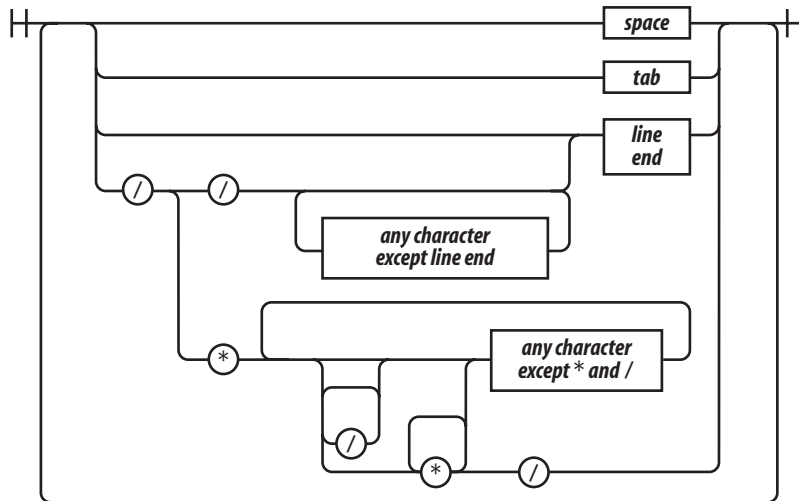 space
tab
line
end
/ /
any character
except line end
*
any character
except * and /
/
* /